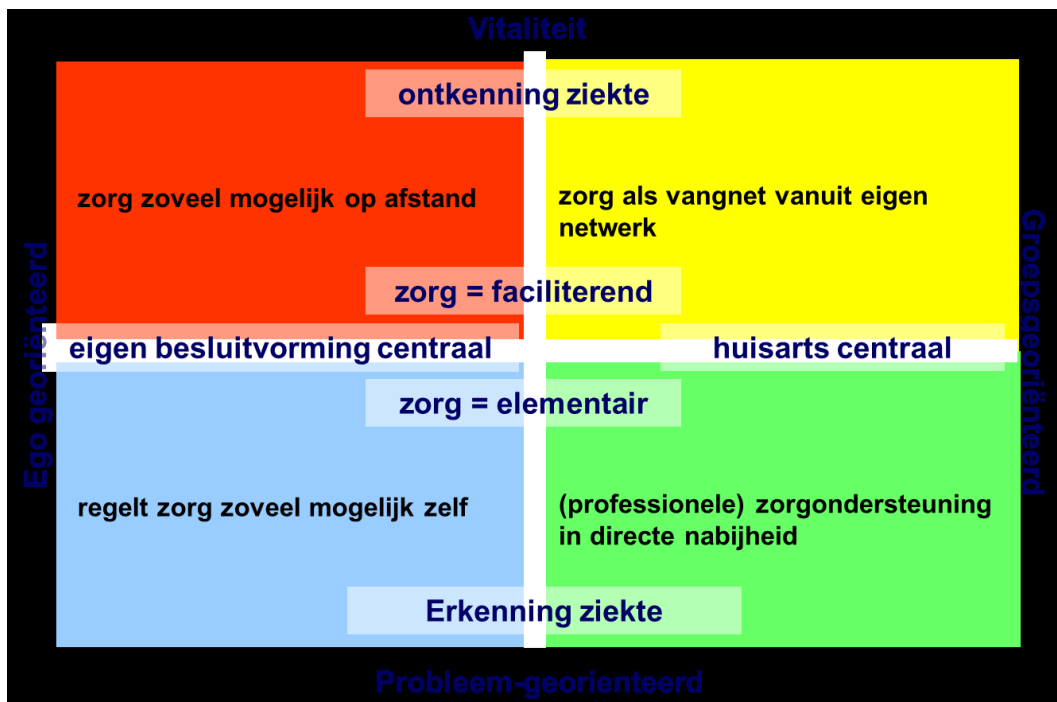 Vitaliteit
ontkenning ziekte
zorg zoveel mogelijk op afstand
zorg als vangnet vanuit eigen
netwerk
Ego georiënteerd
Groepsgeoriënteerd
zorg = faciliterend
eigen besluitvorming centraal
huisarts centraal
zorg = elementair
regelt zorg zoveel mogelijk zelf
(professionele) zorgondersteuning
in directe nabijheid
Erkenning ziekte
Probleem-georienteerd